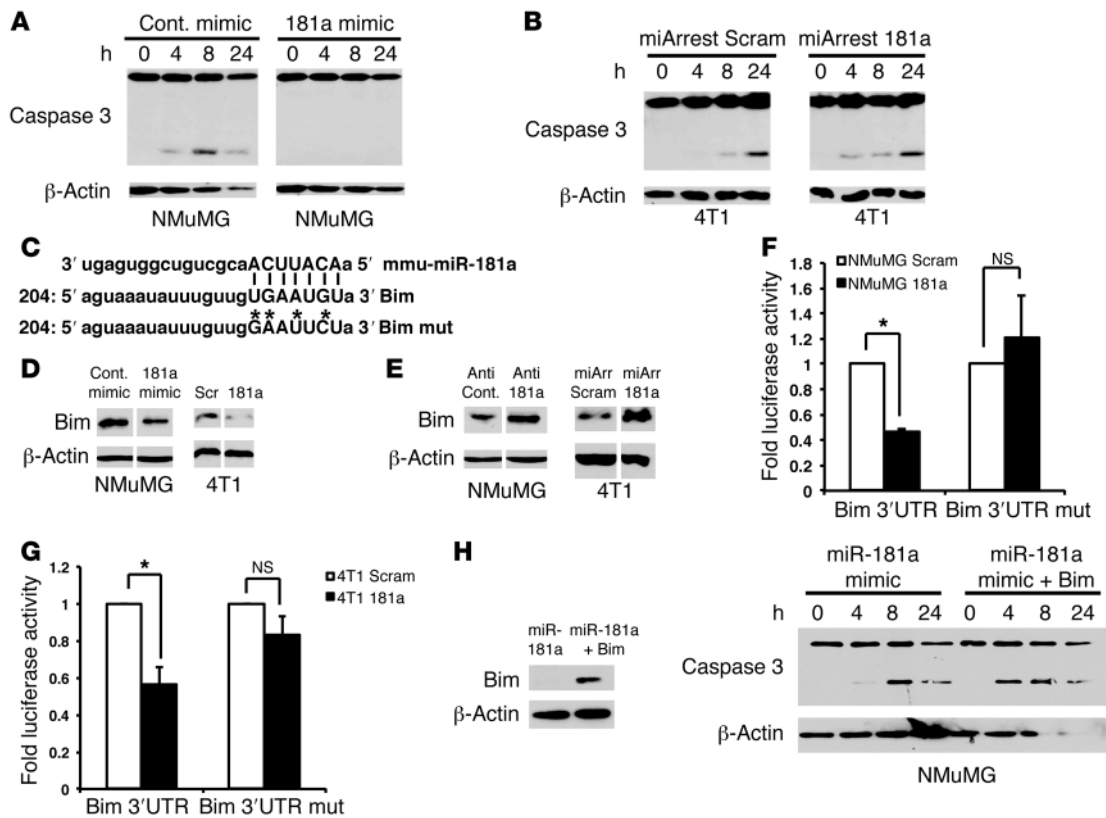 A
Cont. mimic 181a mimic
h 0 4 8 24 0 4 8 24
Caspase 3
β-Actin
NMuMG NMuMG
B
miArrest Scram miArrest 181a
h 0 4 8 24 0 4 8 24
Caspase 3
β-Actin
4T1 4T1
C
3′ ugaguggcugucgcaACUUACAa 5′ mmu-miR-181a
204: 5′ aguaaauauuuguugUGAAUGUa 3′ Bim
** * *
204: 5′ aguaaauauuuguugGAAUUCUa 3′ Bim mut
D
Cont. mimic 181a mimic Scr 181a
Bim
β-Actin
NMuMG 4T1
E
Anti Cont. Anti 181a miArr Scram miArr 181a
Bim
β-Actin
NMuMG 4T1
F
NMuMG Scram
NMuMG 181a
Fold luciferase activity
1.8
1.6
1.4
1.2
1
0.8
0.6
0.4
0.2
0
*
NS
Bim 3′UTR Bim 3′UTR mut
G
4T1 Scram
4T1 181a
Fold luciferase activity
1.2
1
0.8
0.6
0.4
0.2
0
*
NS
Bim 3′UTR Bim 3′UTR mut
H
miR-181a miR-181a + Bim
Bim
β-Actin
miR-181a mimic miR-181a mimic + Bim
h 0 4 8 24 0 4 8 24
Caspase 3
β-Actin
NMuMG